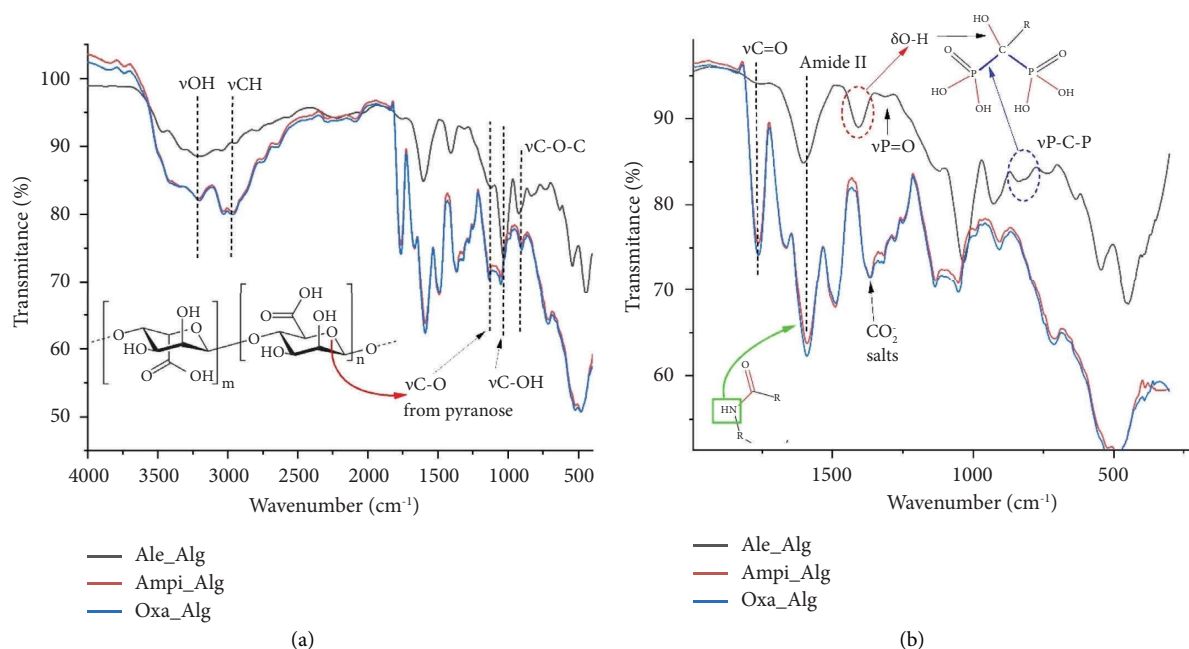 100
90
80
70
60
50
Transmitance (%)
νOH
νCH
νC-O-C
νC-O
from pyranose
νC-OH
OH
O
O
OH
HO
O
OH
m
O
OH
O
O
OH
HO
n
O
4000
3500
3000
2500
2000
1500
1000
500
Wavenumber (cm-1)
Ale_Alg
Ampi_Alg
Oxa_Alg
(a)
90
80
70
60
Transmitance (%)
νC=O
Amide II
δO-H
νP=O
νP-C-P
CO2-
salts
HO
R
C
O
P
P
O
HO
OH
HO
OH
O
HN
R
R
1500
1000
500
Wavenumber (cm-1)
Ale_Alg
Ampi_Alg
Oxa_Alg
(b)